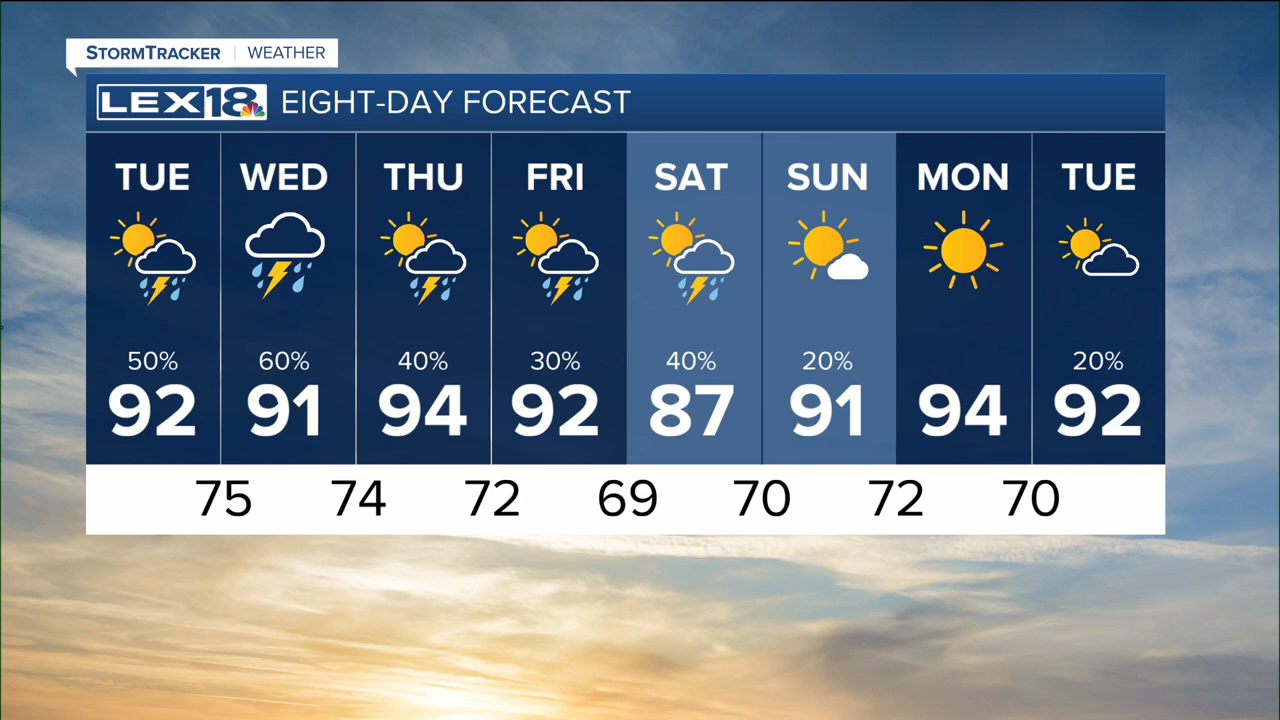 STORMTRACKER | WEATHER
LEX18 EIGHT-DAY FORECAST
TUE WED THU FRI SAT SUN MON TUE
50% 60% 40% 30% 40% 20% 20%
92 91 94 92 87 91 94 92
75 74 72 69 70 72 70